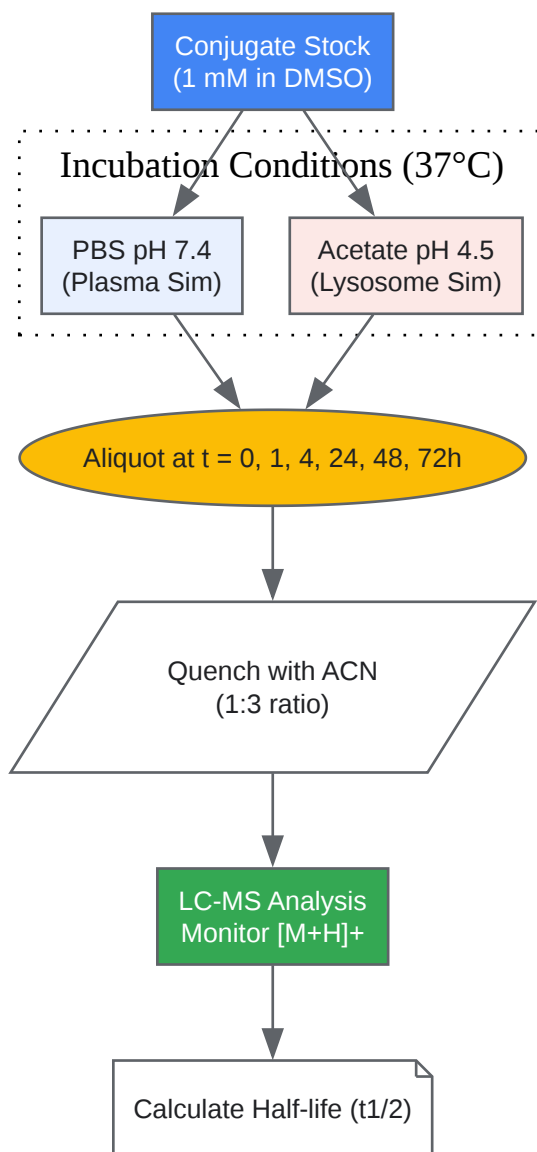 Conjugate Stock
(1 mM in DMSO)
Incubation Conditions (37°C)
PBS pH 7.4
(Plasma Sim)
Acetate pH 4.5
(Lysosome Sim)
Aliquot at t = 0, 1, 4, 24, 48, 72h
Quench with ACN
(1:3 ratio)
LC-MS Analysis
Monitor [M+H]+
Calculate Half-life (t1/2)